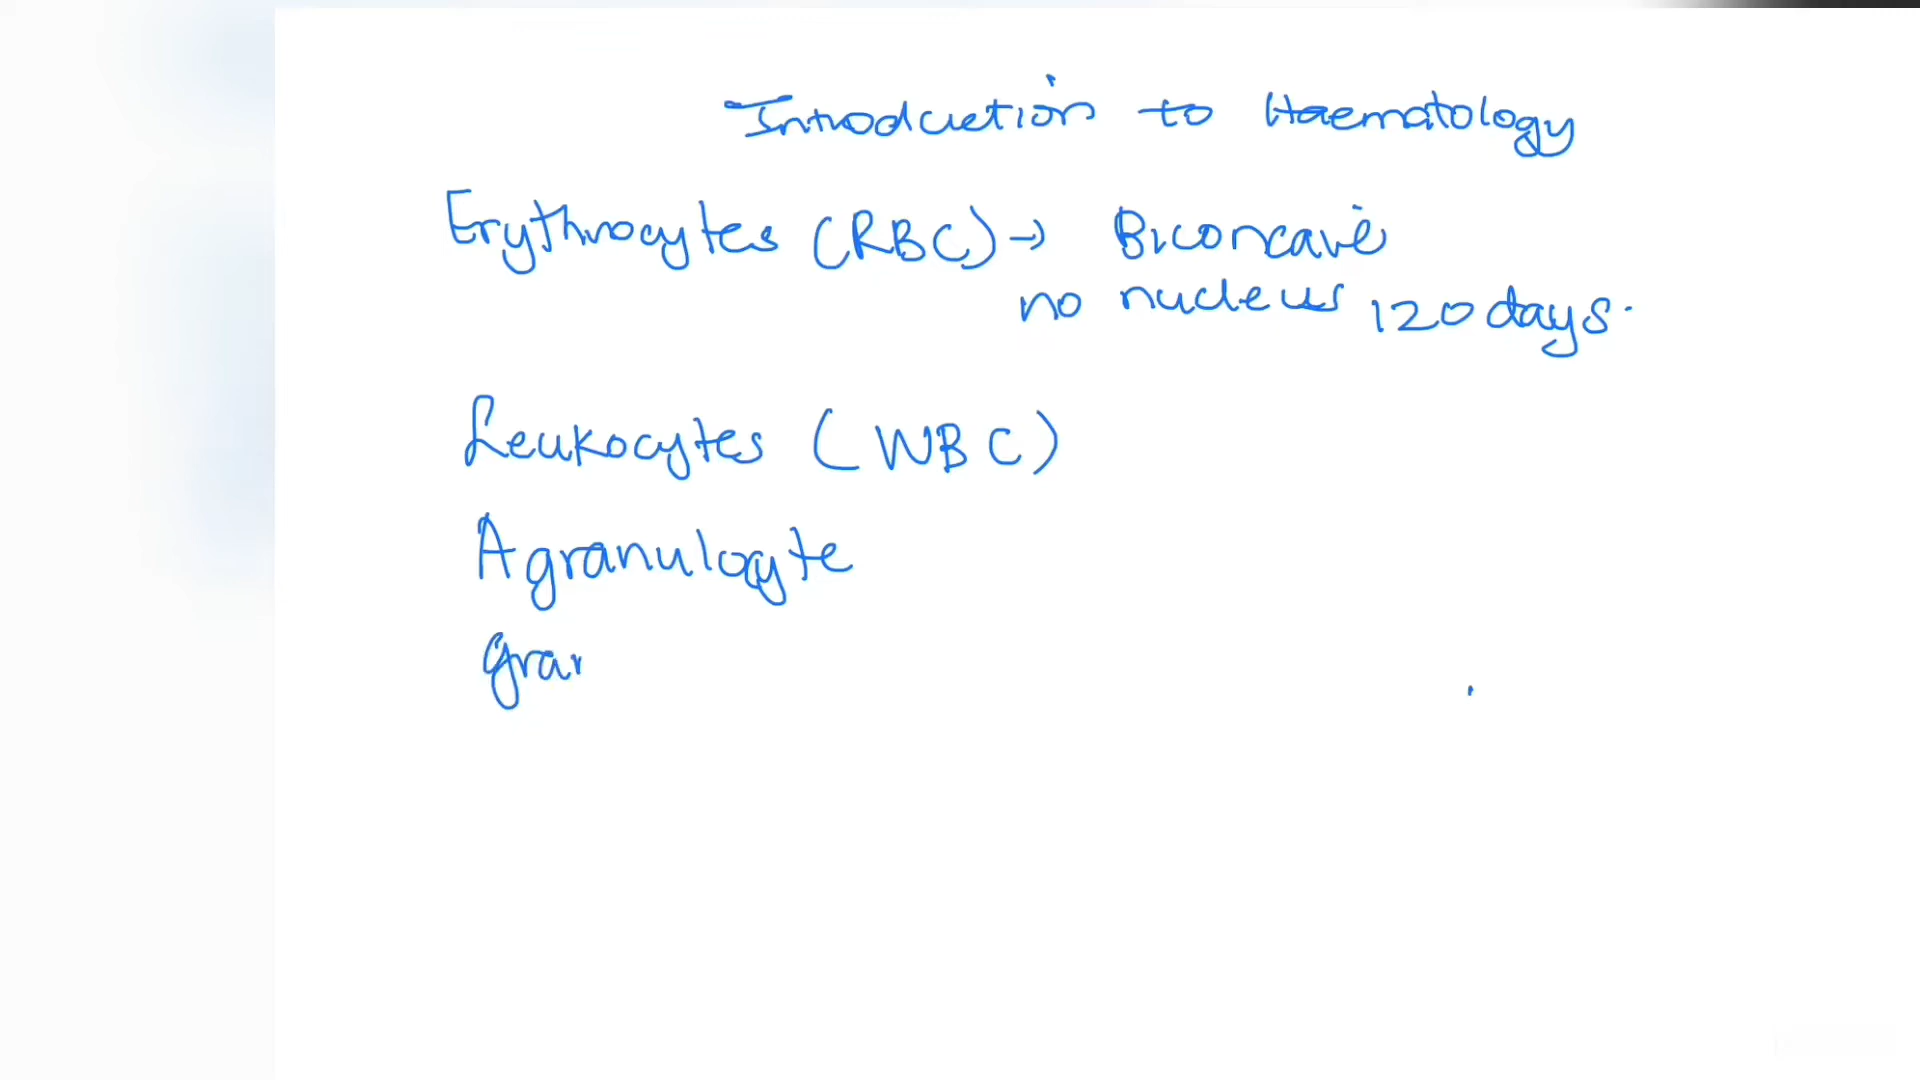 Introduction to Haematology
Erythrocytes (RBC) → Biconcave
no nucleus 120 days.
Leukocytes (WBC)
Agranulocyte
gran